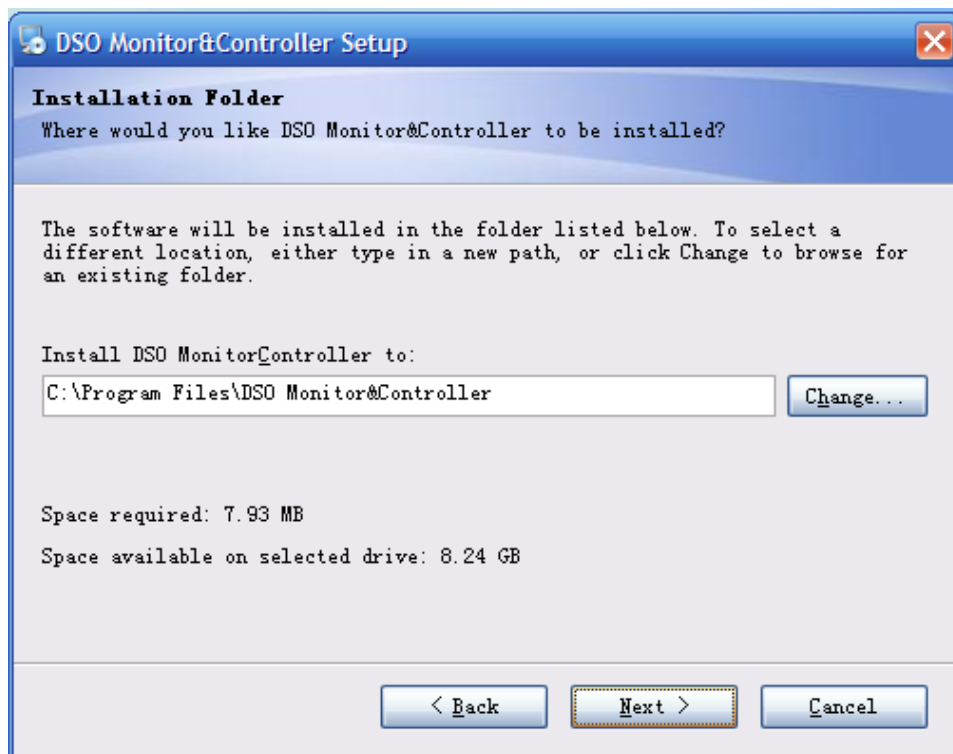 DSO Monitor&Controller Setup
Installation Folder
Where would you like DSO Monitor&Controller to be installed?
The software will be installed in the folder listed below. To select a
different location, either type in a new path, or click Change to browse for
an existing folder.
Install DSO MonitorController to:
C:\Program Files\DSO Monitor&Controller
Change...
Space required: 7.93 MB
Space available on selected drive: 8.24 GB
< Back
Next >
Cancel